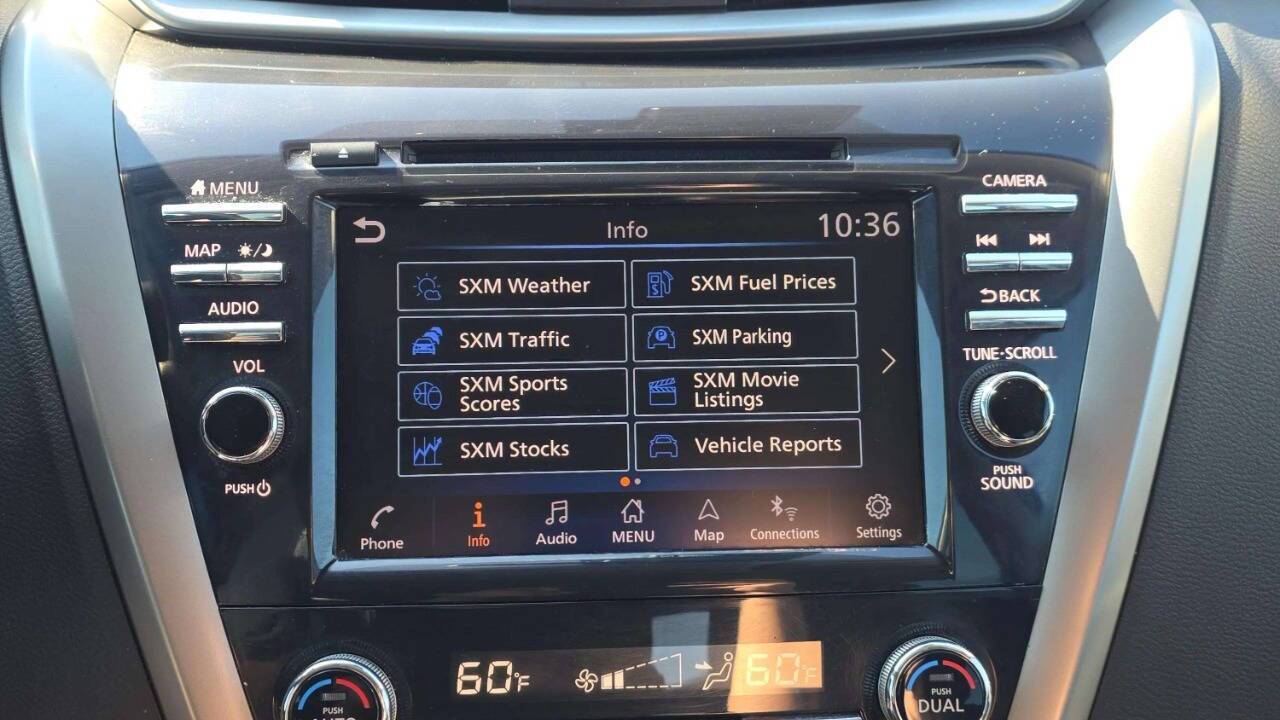 MENU
CAMERA
MAP
AUDIO
BACK
VOL
TUNE·SCROLL
PUSH
PUSH
SOUND
Info
10:36
SXM Weather
SXM Fuel Prices
SXM Traffic
SXM Parking
SXM Sports
Scores
SXM Movie
Listings
SXM Stocks
Vehicle Reports
Phone
Info
Audio
MENU
Map
Connections
Settings
60°F
60°F
PUSH
AUTO
PUSH
DUAL